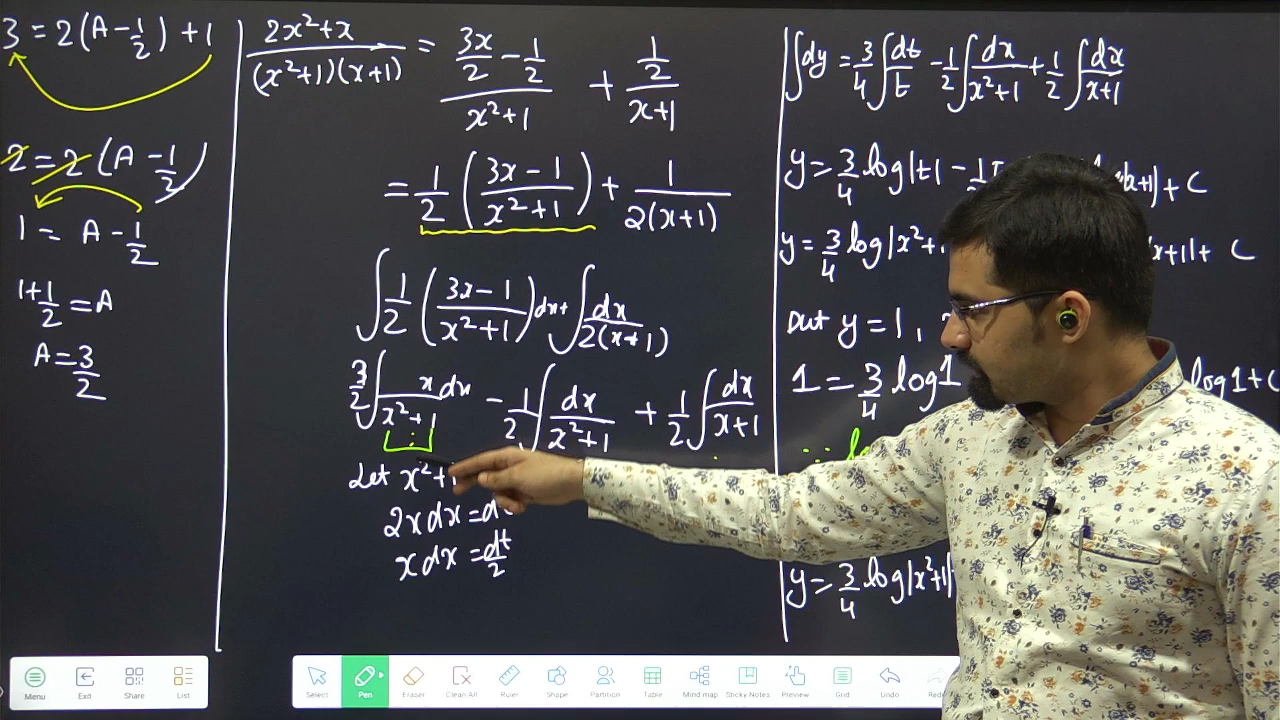 3 = 2(A - 1/2) + 1
2 = 2(A - 1/2)
1 = A - 1/2
1 + 1/2 = A
A = 3/2
(2x² + x)/((x²+1)(x+1)) = (3x/2 - 1/2)/(x²+1) + (1/2)/(x+1)
= 1/2 ((3x - 1)/(x²+1)) + 1/(2(x+1))
∫ 1/2 ((3x - 1)/(x²+1)) dx + ∫ dx/(2(x+1))
3/2 ∫ x dx/(x²+1) - 1/2 ∫ dx/(x²+1) + 1/2 ∫ dx/(x+1)
Let x² +
2x dx = d
x dx = dt/2
∫dy = 3/4 ∫ dt/t - 1/2 ∫ dx/(x²+1) + 1/2 ∫ dx/(x+1)
y = 3/4 log|t| - 1/2 x+1| + C
y = 3/4 log|x²+ x+1|+ C
Put y = 1,
1 = 3/4 log1 log1 + C
y = 3/4 log|x²+1|
Menu
Exit
Share
List
Select
Pen
Eraser
Clean All
Ruler
Shape
Partition
Table
Mind map
Sticky Notes
Preview
Grid
Undo